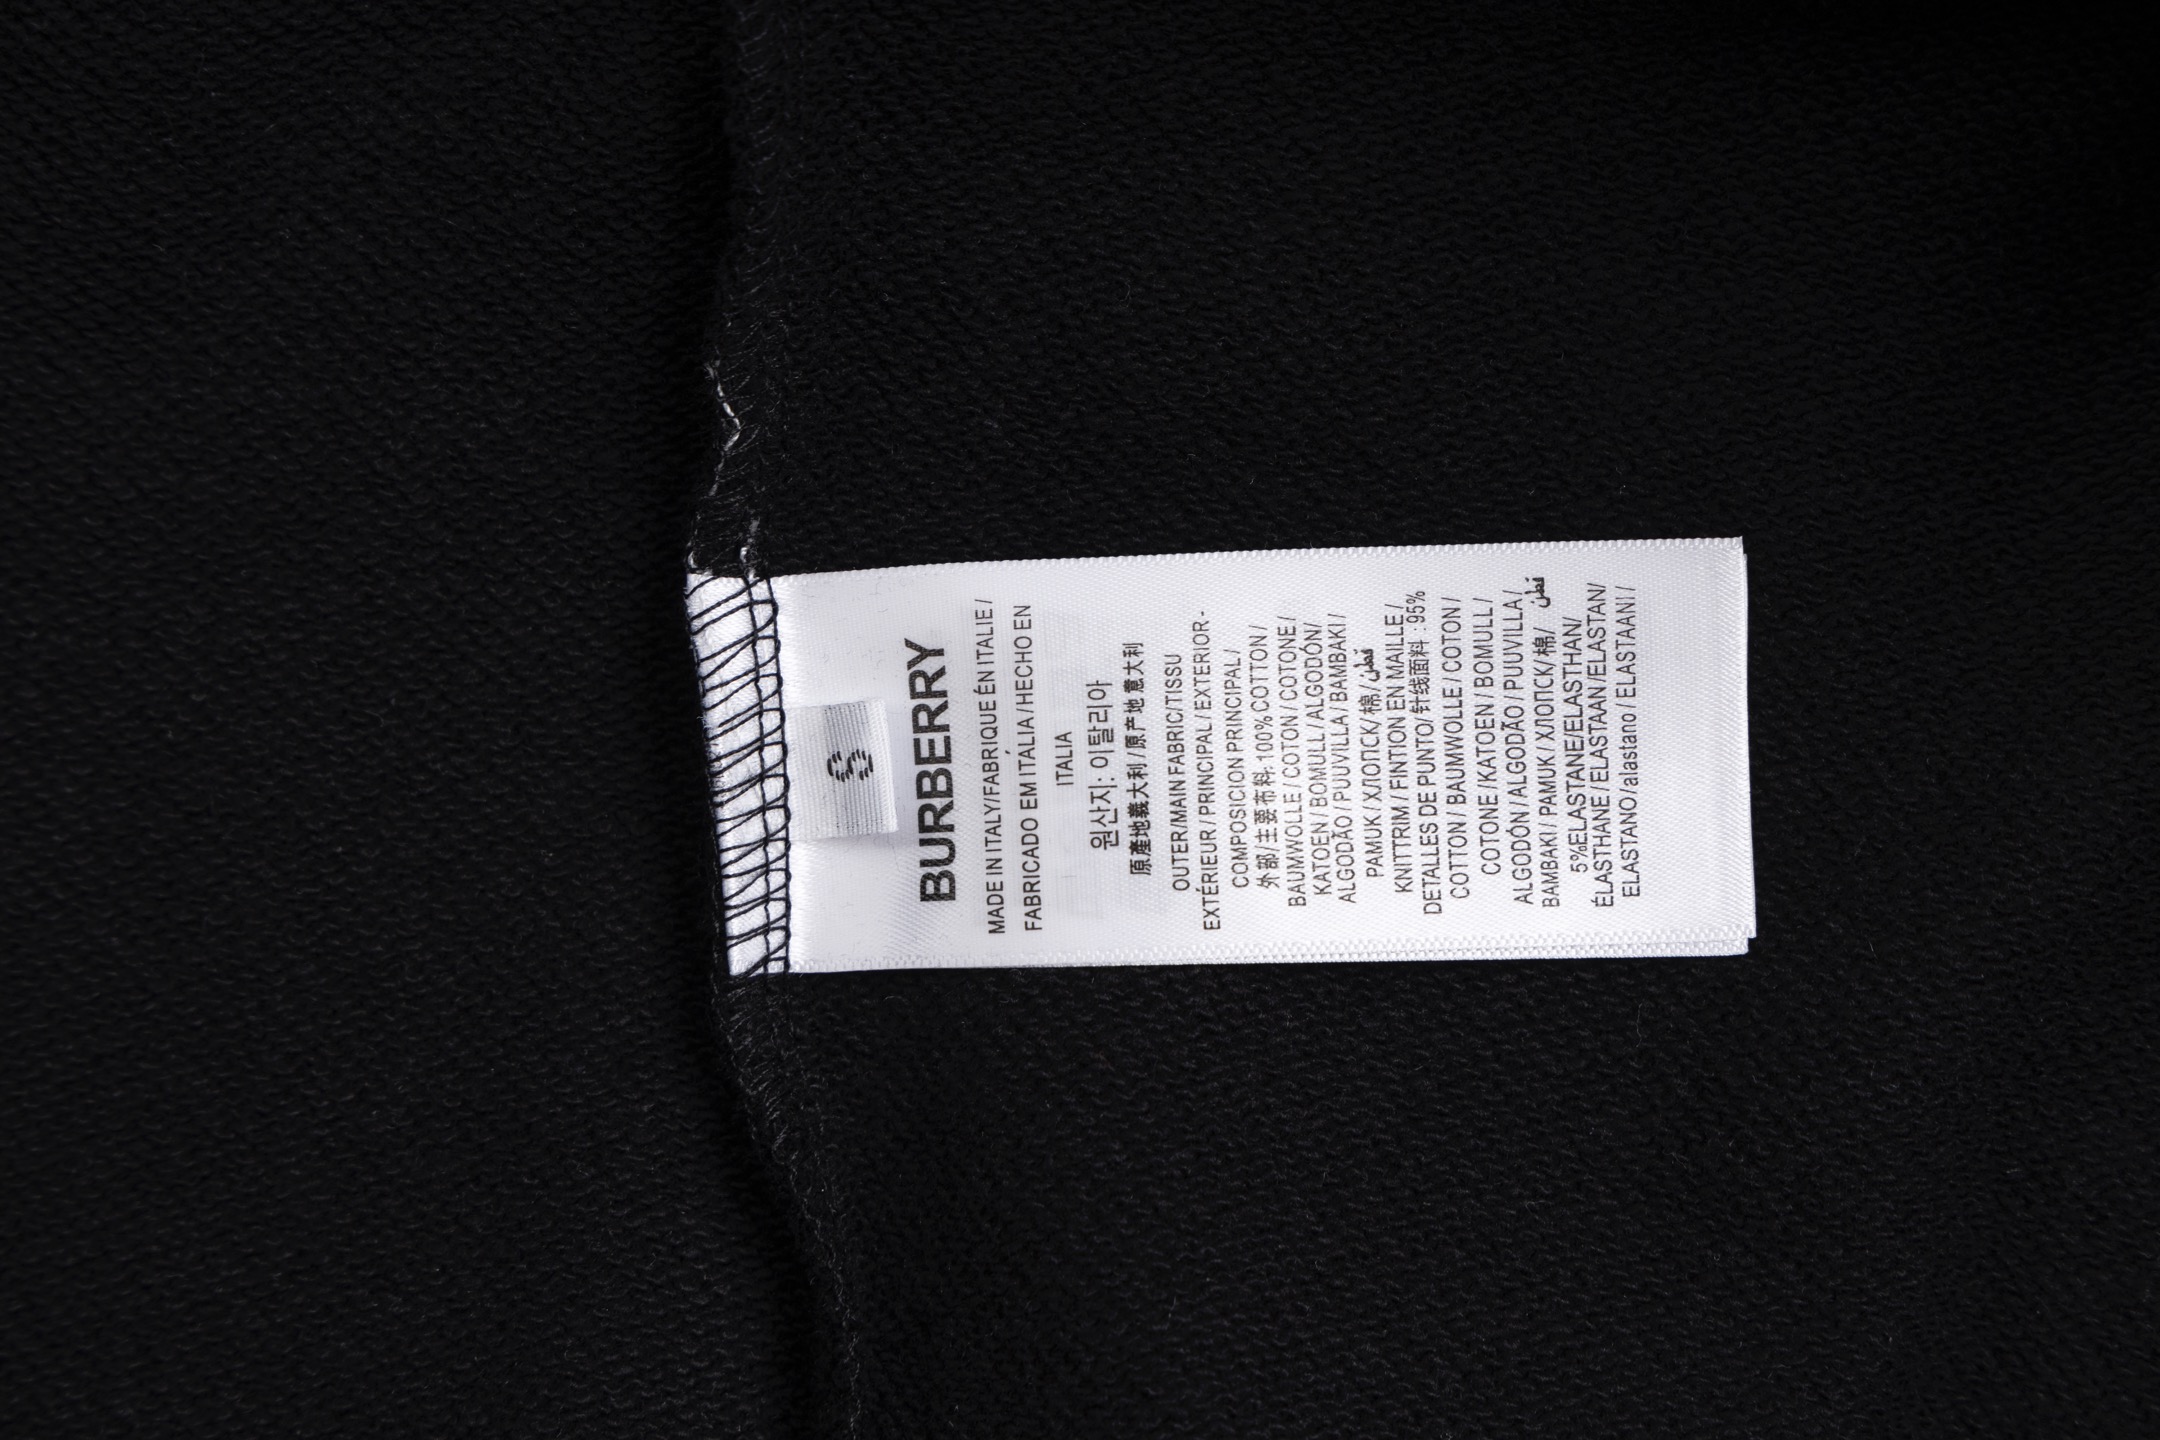 S
BURBERRY
MADE IN ITALY/FABRIQUE ÉN ITALIE/
FABRICADO EM ITÁLIA/HECHO EN
ITALIA
원산지: 이탈리아
原產地義大利/原产地 意大利
OUTER/MAIN FABRIC/TISSU
EXTÉRIEUR/PRINCIPAL/EXTERIOR-
COMPOSICION PRINCIPAL/
外部/主要布料:100% COTTON/
BAUMWOLLE/COTON/COTONE/
KATOEN/BOMULL/ALGODÓN/
ALGODÃO/PUUVILLA/BAMBAKI/
PAMUK/ХЛОПСК/棉/قطن
KNITTRIM/FINTION EN MAILLE/
DETALLES DE PUNTO/针线面料:95%
COTTON/BAUMWOLLE/COTON/
COTONE/KATOEN/BOMULL/
ALGODÓN/ALGODÃO/PUUVILLA/
BAMBAKI/PAMUK/ХЛОПСК/棉/قطن
5%ELASTANE/ELASTHAN/
ÉLASTHANE/ELASTAAN/ELASTAN/
ELASTANO/alastano/ELASTAANI/